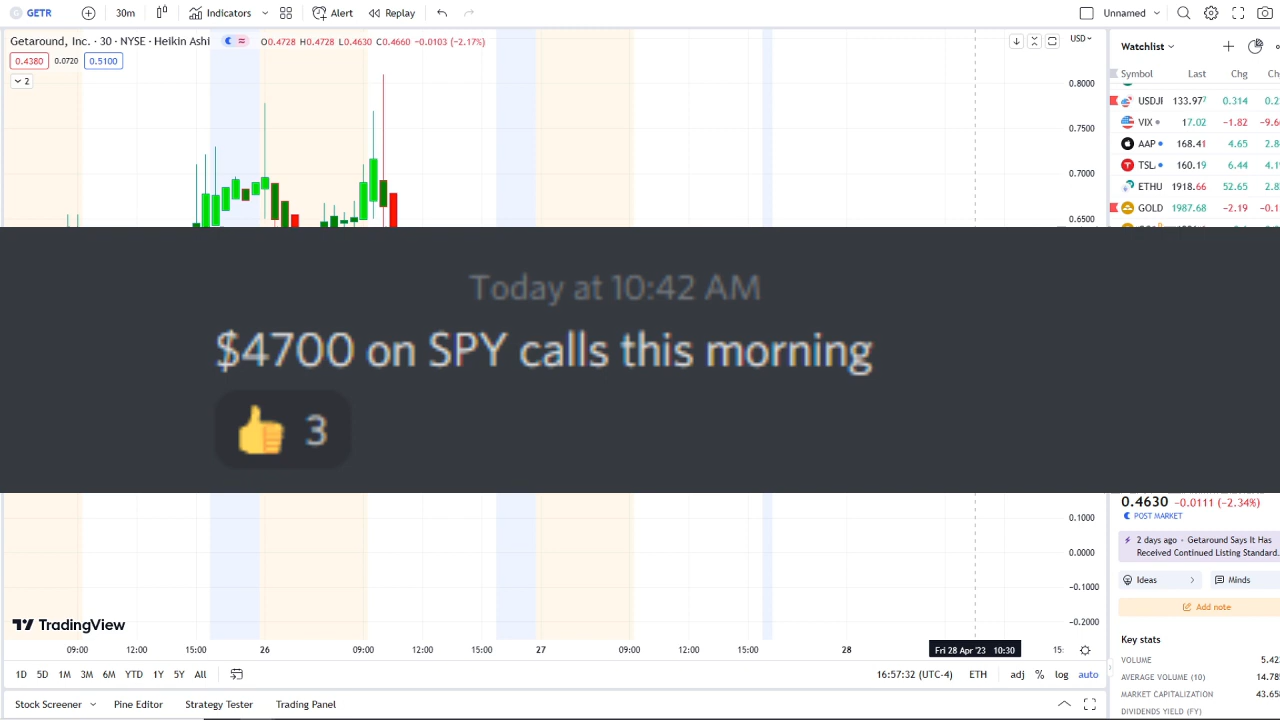 GETR
30m
Indicators
Alert
Replay
Unnamed
Getaround, Inc. · 30 · NYSE · Heikin Ashi
O0.4728 H0.4728 L0.4630 C0.4660 −0.0103 (−2.17%)
0.4380 0.0720 0.5100
2
USD
0.8000
0.7500
0.7000
0.6500
Watchlist
Symbol Last Chg
USDJF 133.977 0.314
VIX 17.02 −1.82
AAP 168.41 4.65
TSL 160.19 6.44
ETHU 1918.66 52.65
GOLD 1987.68 −2.19
Today at 10:42 AM
$4700 on SPY calls this morning
3
0.1000
0.0000
-0.1000
-0.2000
0.4630 −0.0111 (−2.34%)
POST MARKET
2 days ago · Getaround Says It Has
Received Continued Listing Standard
Ideas
Minds
Add note
Key stats
VOLUME 5.42
AVERAGE VOLUME (10) 14.78
MARKET CAPITALIZATION 43.65
DIVIDENDS YIELD (FY)
TradingView
09:00 12:00 15:00 26 09:00 12:00 15:00 27 09:00 12:00 15:00 28 Fri 28 Apr '23 10:30 15:
1D 5D 1M 3M 6M YTD 1Y 5Y All
16:57:32 (UTC-4) ETH adj % log auto
Stock Screener Pine Editor Strategy Tester Trading Panel